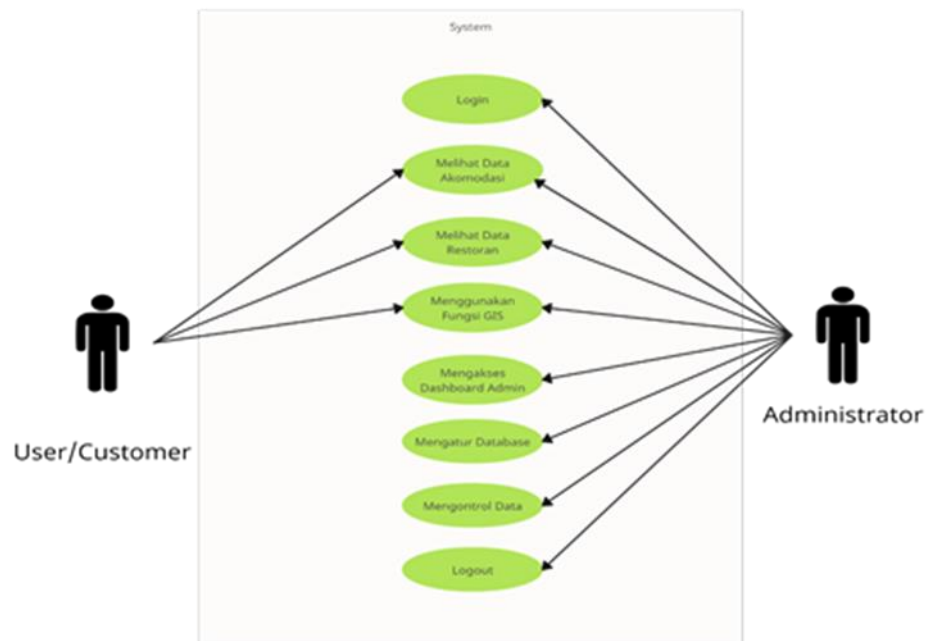 System
Login
Melihat Data
Akomodasi
Melihat Data
Restoran
Menggunakan
Fungsi GIS
Mengakses
Dashboard Admin
Mengatur Database
Mengontrol Data
Logout
User/Customer
Administrator